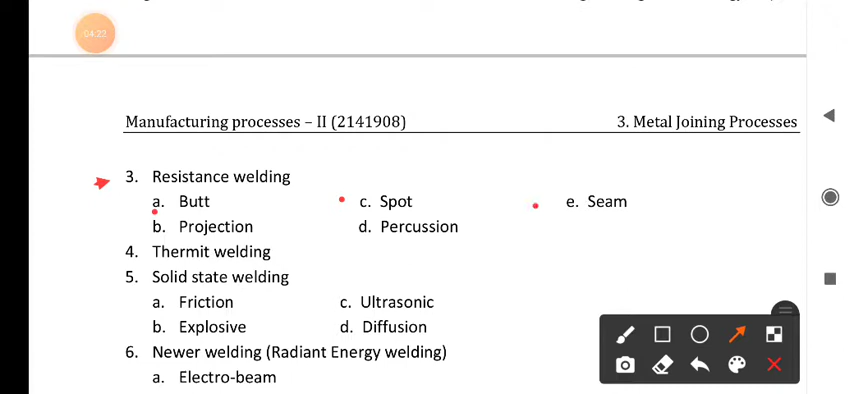 04:22
Manufacturing processes – II (2141908) 3. Metal Joining Processes
3. Resistance welding
a. Butt c. Spot e. Seam
b. Projection d. Percussion
4. Thermit welding
5. Solid state welding
a. Friction c. Ultrasonic
b. Explosive d. Diffusion
6. Newer welding (Radiant Energy welding)
a. Electro-beam